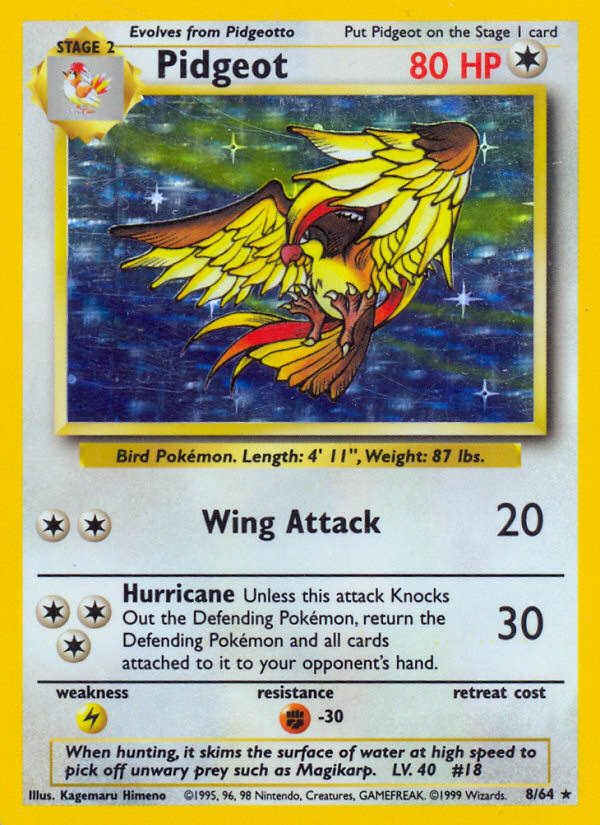 Evolves from Pidgeotto
Put Pidgeot on the Stage 1 card
STAGE 2
Pidgeot
80 HP
Bird Pokémon. Length: 4' 11", Weight: 87 lbs.
Wing Attack
20
Hurricane Unless this attack Knocks
Out the Defending Pokémon, return the
Defending Pokémon and all cards
attached to it to your opponent's hand.
30
weakness
resistance
retreat cost
-30
When hunting, it skims the surface of water at high speed to
pick off unwary prey such as Magikarp. LV. 40 #18
Illus. Kagemaru Himeno ©1995, 96, 98 Nintendo, Creatures, GAMEFREAK. ©1999 Wizards. 8/64 ★